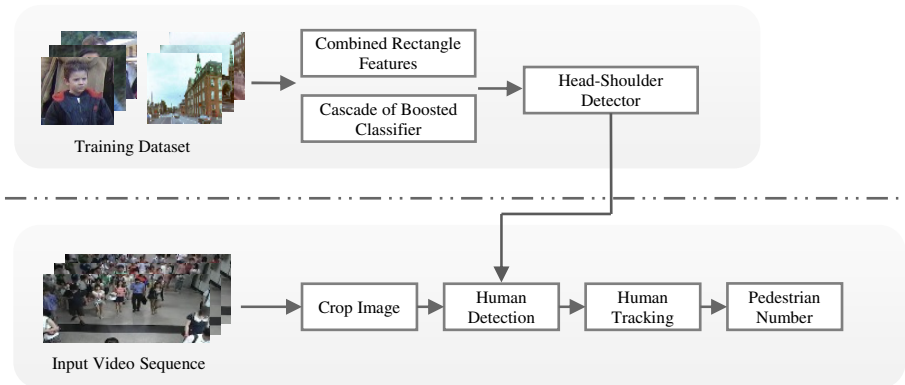 Combined Rectangle
Features
Cascade of Boosted
Classifier
Head-Shoulder
Detector
Training Dataset
Crop Image
Human
Detection
Human
Tracking
Pedestrian
Number
Input Video Sequence